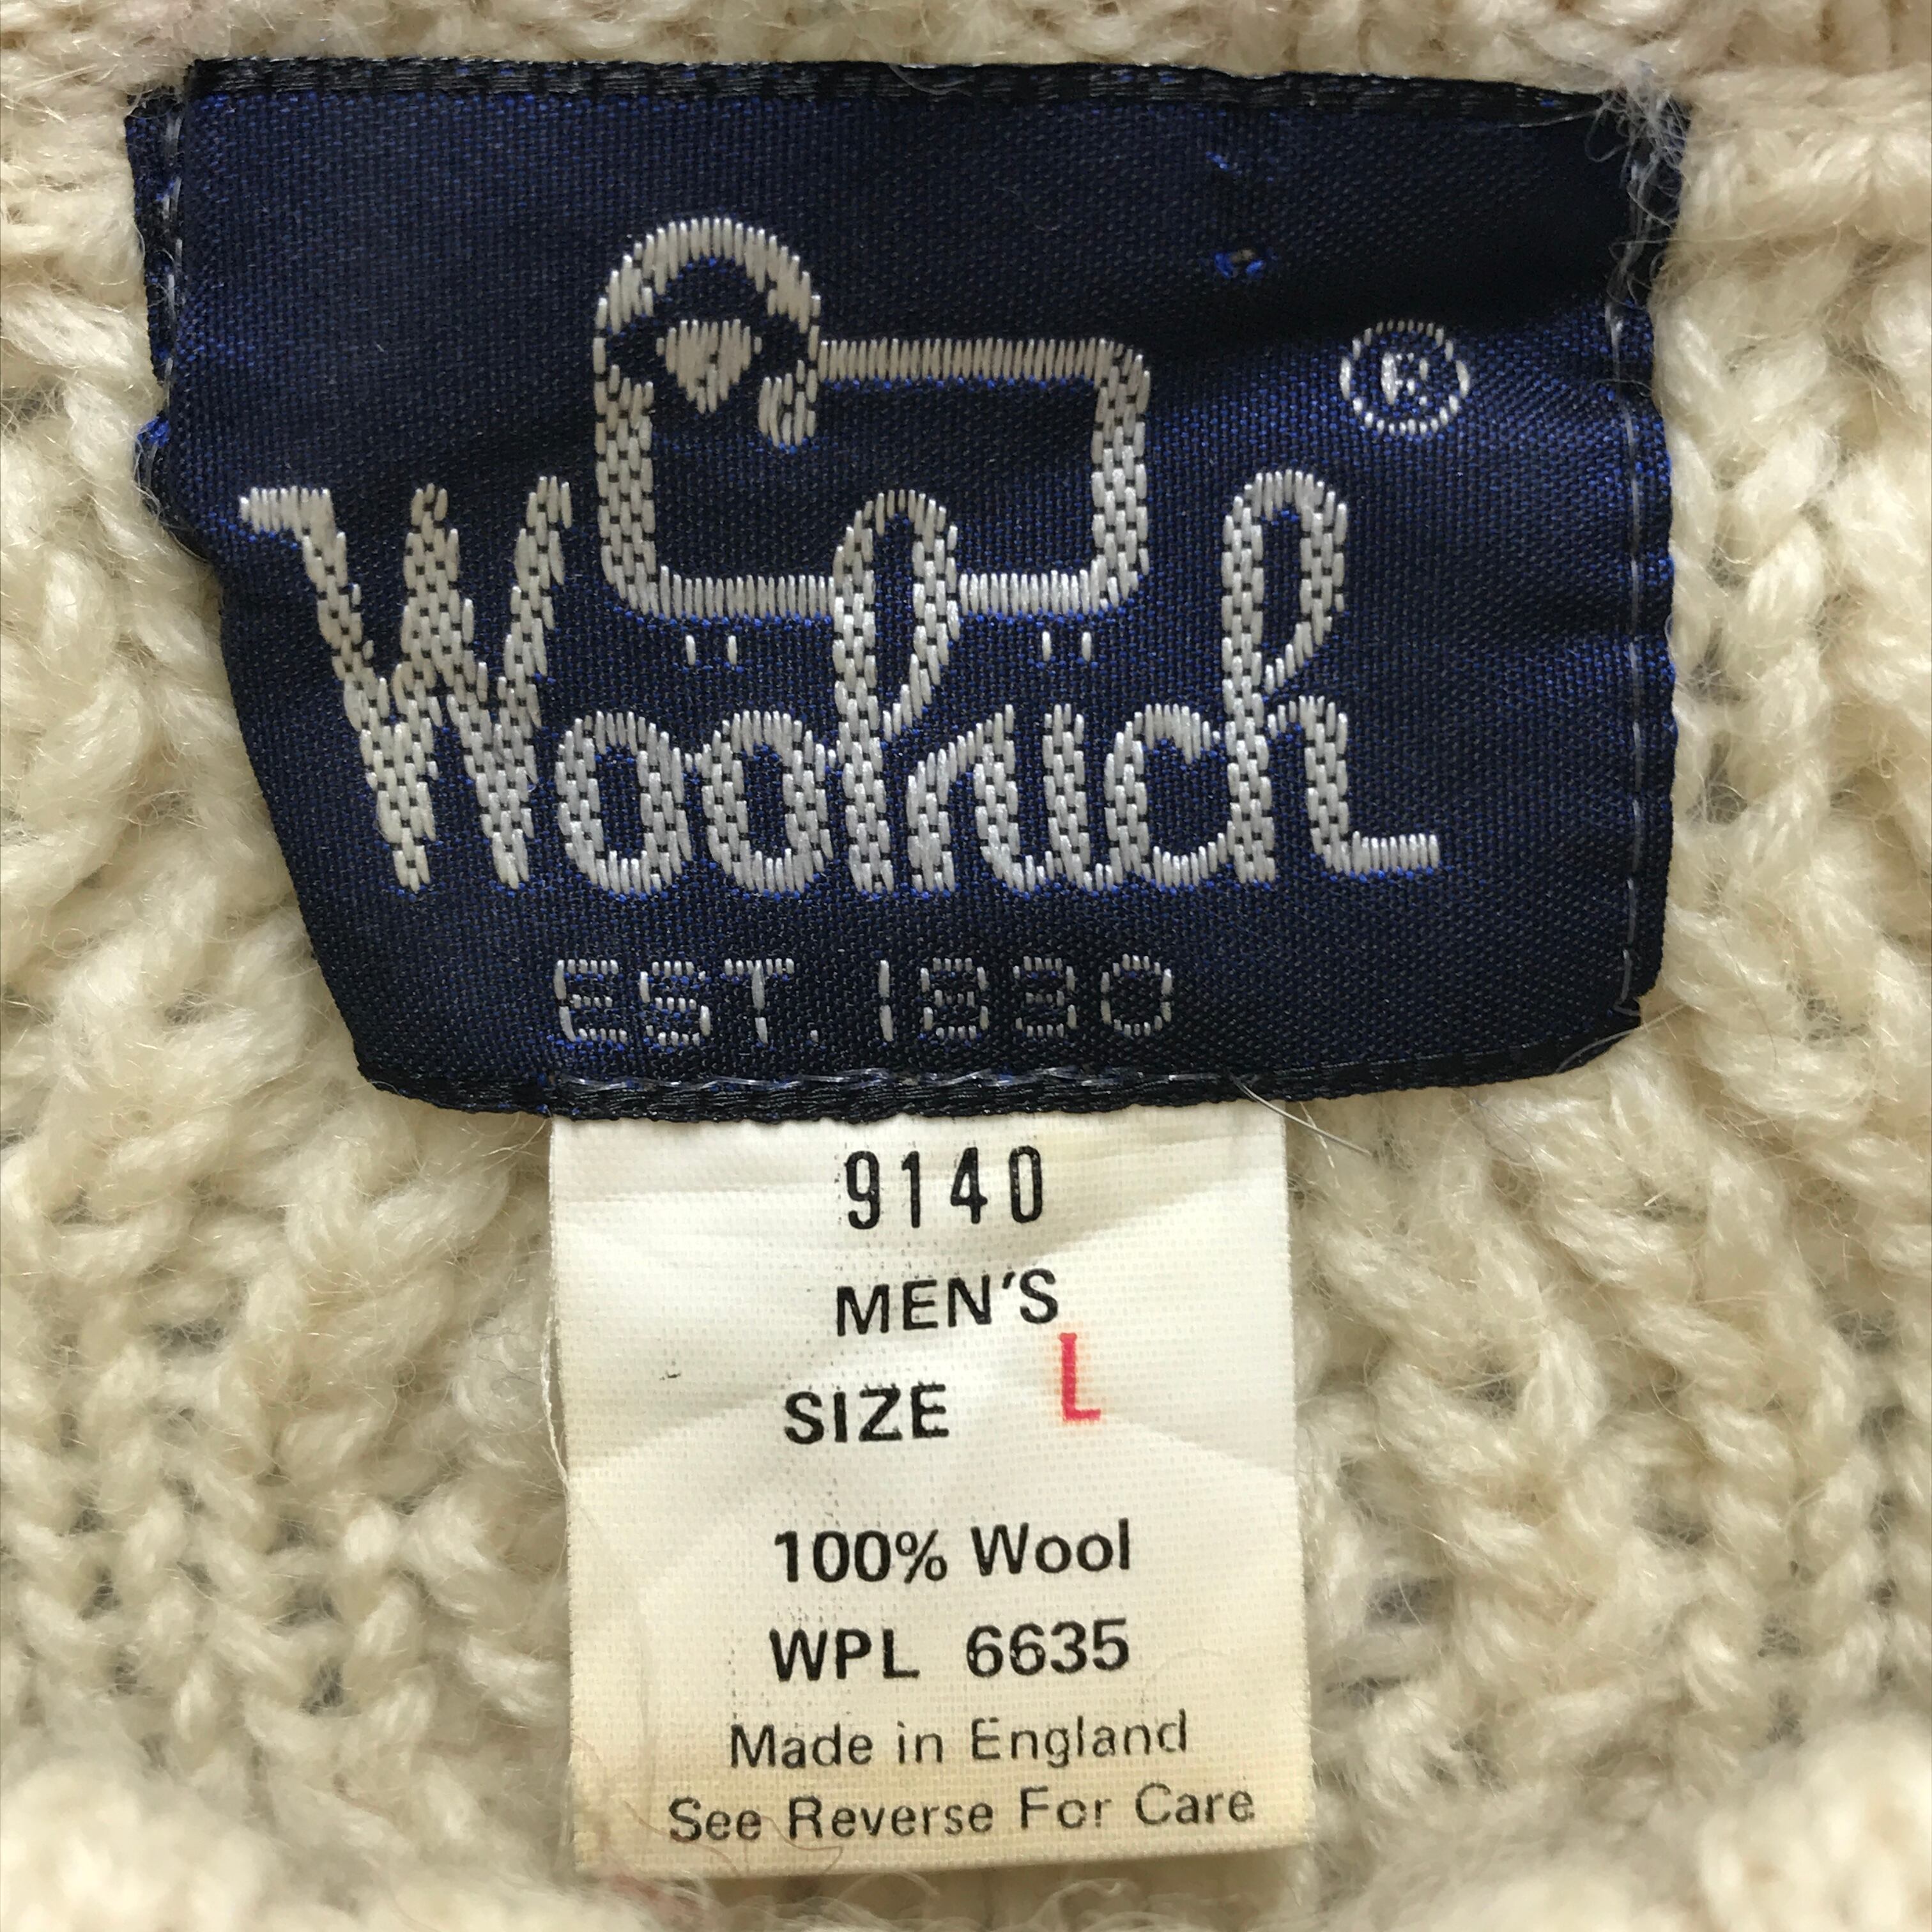 ®
Woolrich
EST. 1830
9140
MEN'S
SIZE L
100% Wool
WPL 6635
Made in England
See Reverse For Care